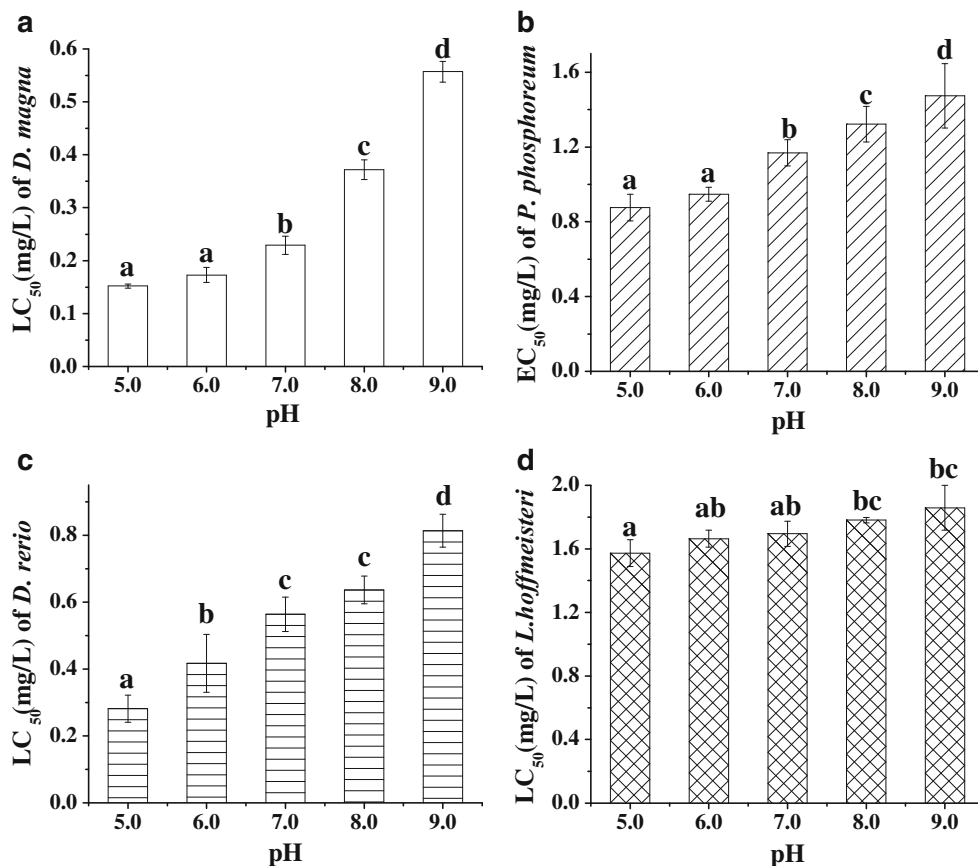 a
LC50(mg/L) of D. magna
0.6
0.5
0.4
0.3
0.2
0.1
0.0
a
a
b
c
d
5.0 6.0 7.0 8.0 9.0
pH
b
EC50(mg/L) of P. phosphoreum
1.6
1.2
0.8
0.4
0.0
a
a
b
c
d
5.0 6.0 7.0 8.0 9.0
pH
c
LC50(mg/L) of D. rerio
0.8
0.6
0.4
0.2
0.0
a
b
c
c
d
5.0 6.0 7.0 8.0 9.0
pH
d
LC50(mg/L) of L.hoffmeisteri
2.0
1.6
1.2
0.8
0.4
0.0
a
ab
ab
bc
bc
5.0 6.0 7.0 8.0 9.0
pH